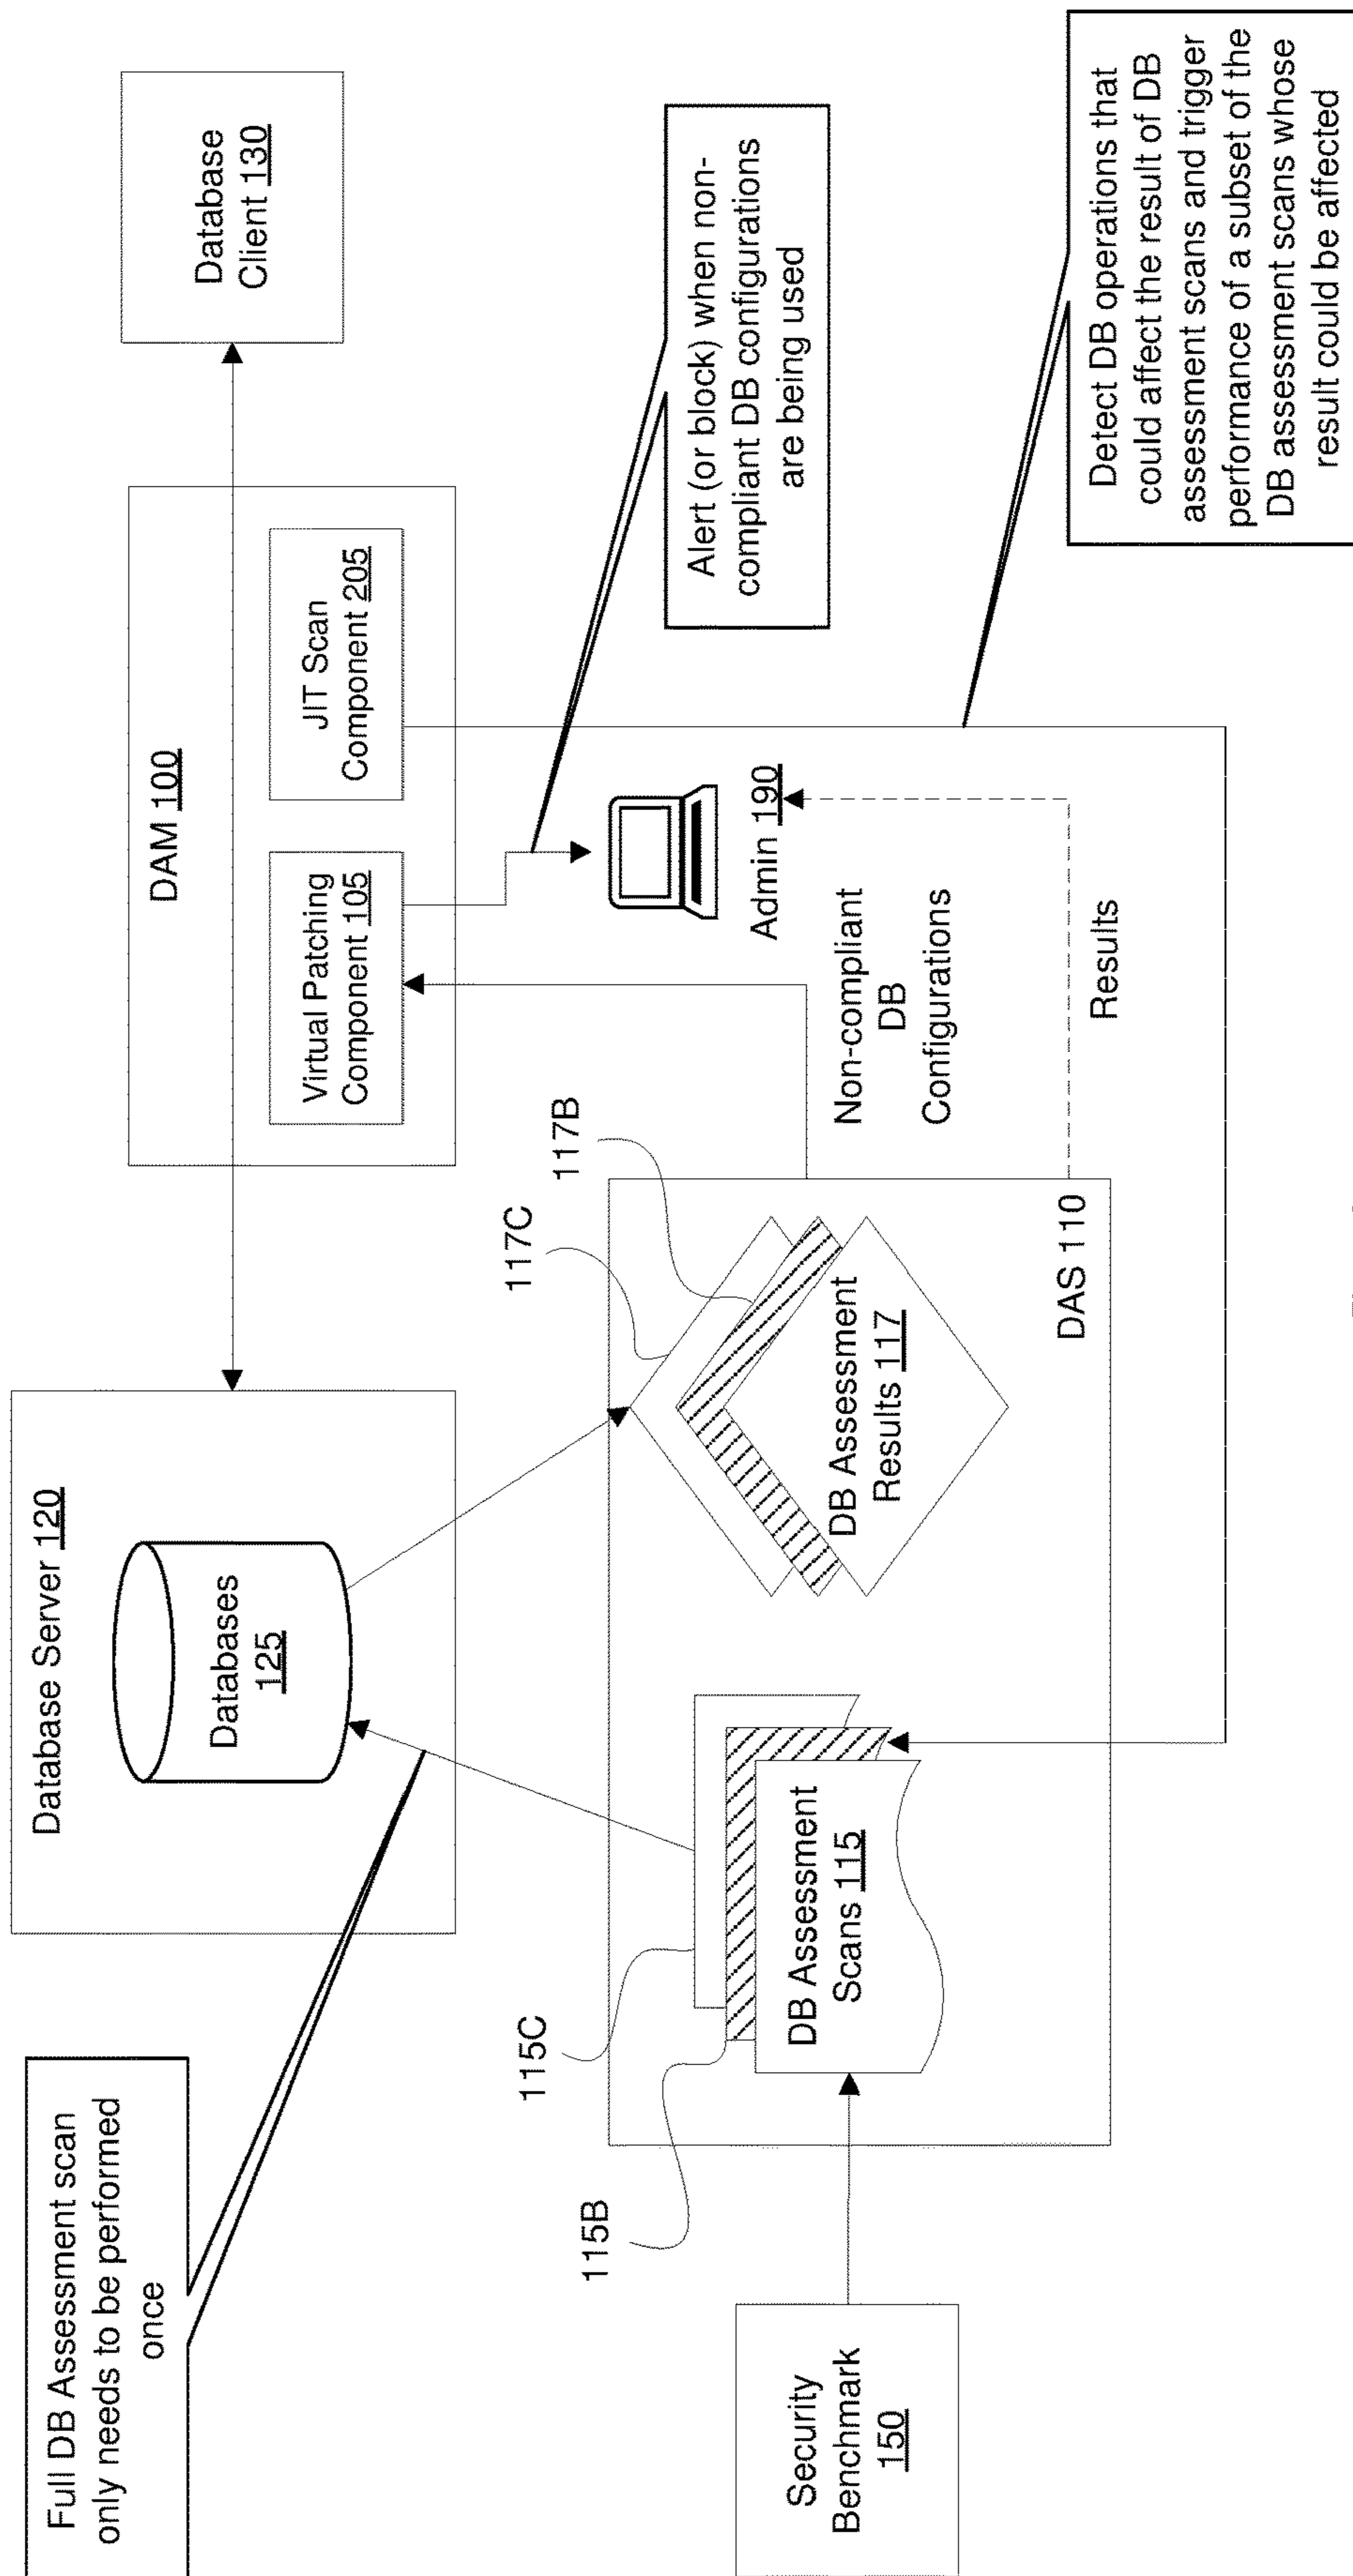 Full DB Assessment scan
only needs to be performed
once
Database Server 120
Databases
125
DAM 100
Virtual Patching
Component 105
JIT Scan
Component 205
Database
Client 130
Alert (or block) when non-
compliant DB configurations
are being used
Admin 190
Non-compliant
DB
Configurations
Results
Detect DB operations that
could affect the result of DB
assessment scans and trigger
performance of a subset of the
DB assessment scans whose
result could be affected
Security
Benchmark
150
115B
115C
DB Assessment
Scans 115
117C
117B
DB Assessment
Results 117
DAS 110